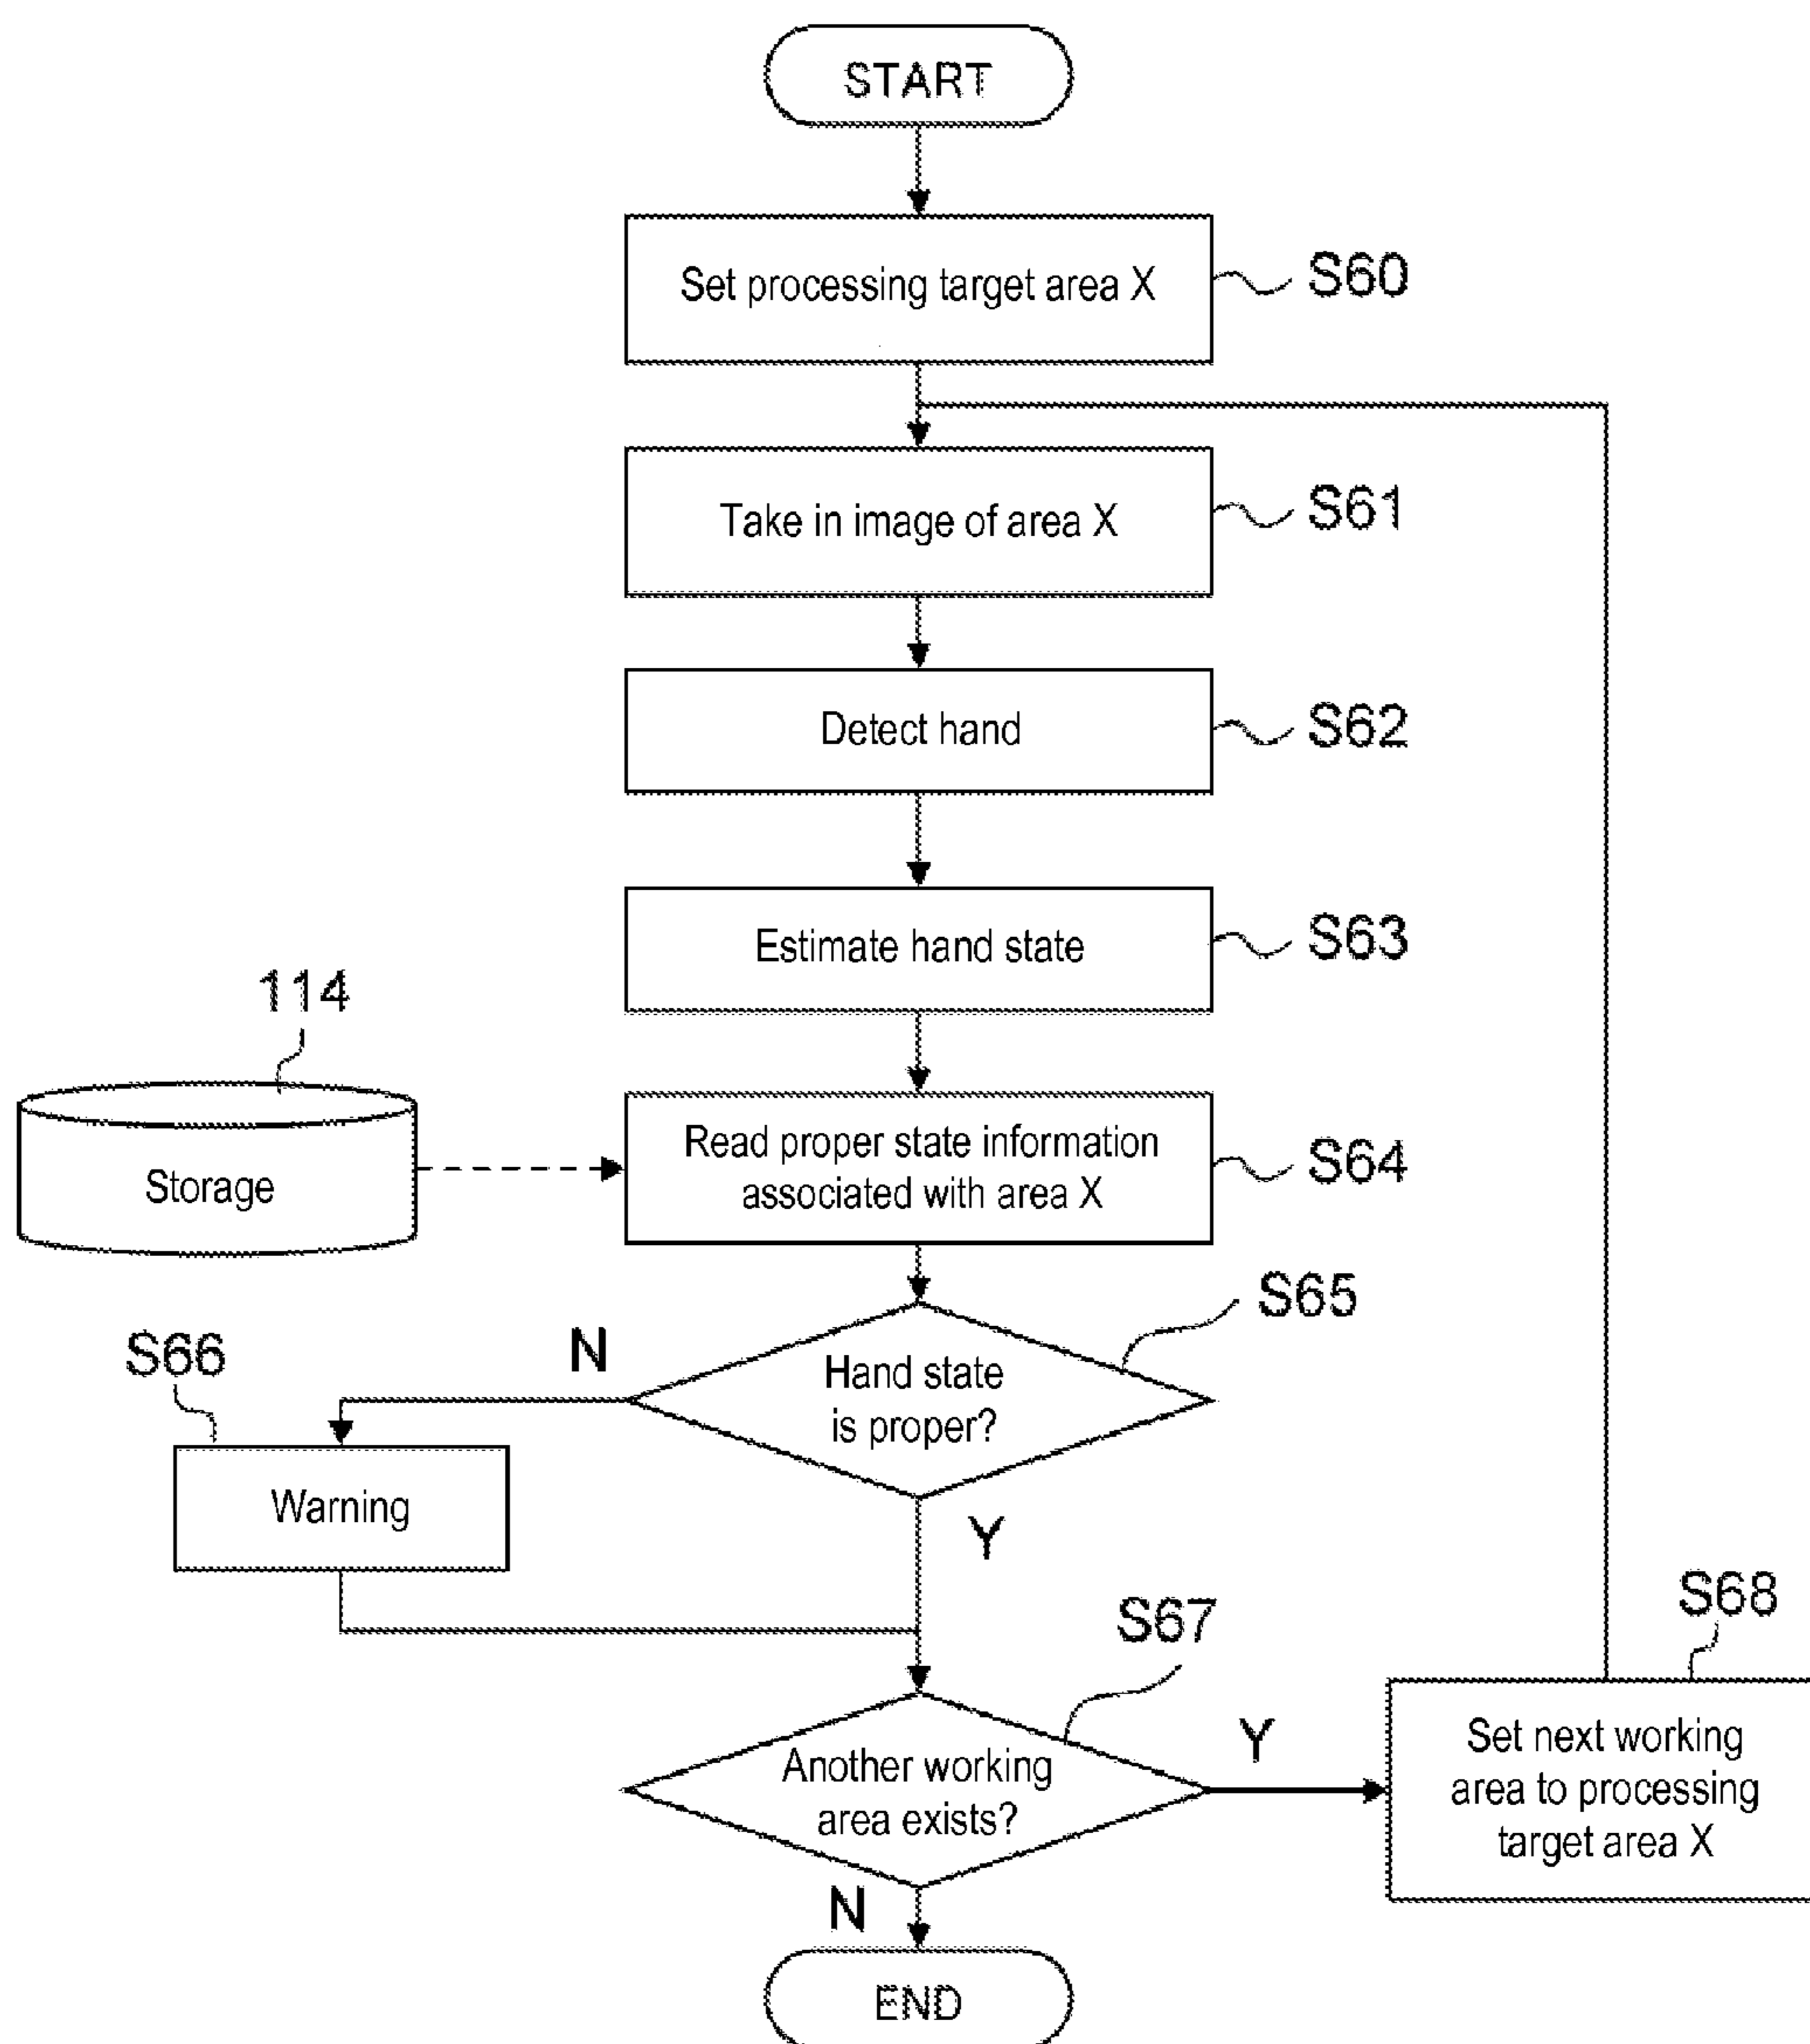 START
Set processing target area X
S60
Take in image of area X
S61
Detect hand
S62
Estimate hand state
S63
114
Storage
Read proper state information
associated with area X
S64
S65
Hand state
is proper?
N
S66
Warning
Y
S67
Another working
area exists?
Y
S68
Set next working
area to processing
target area X
N
END